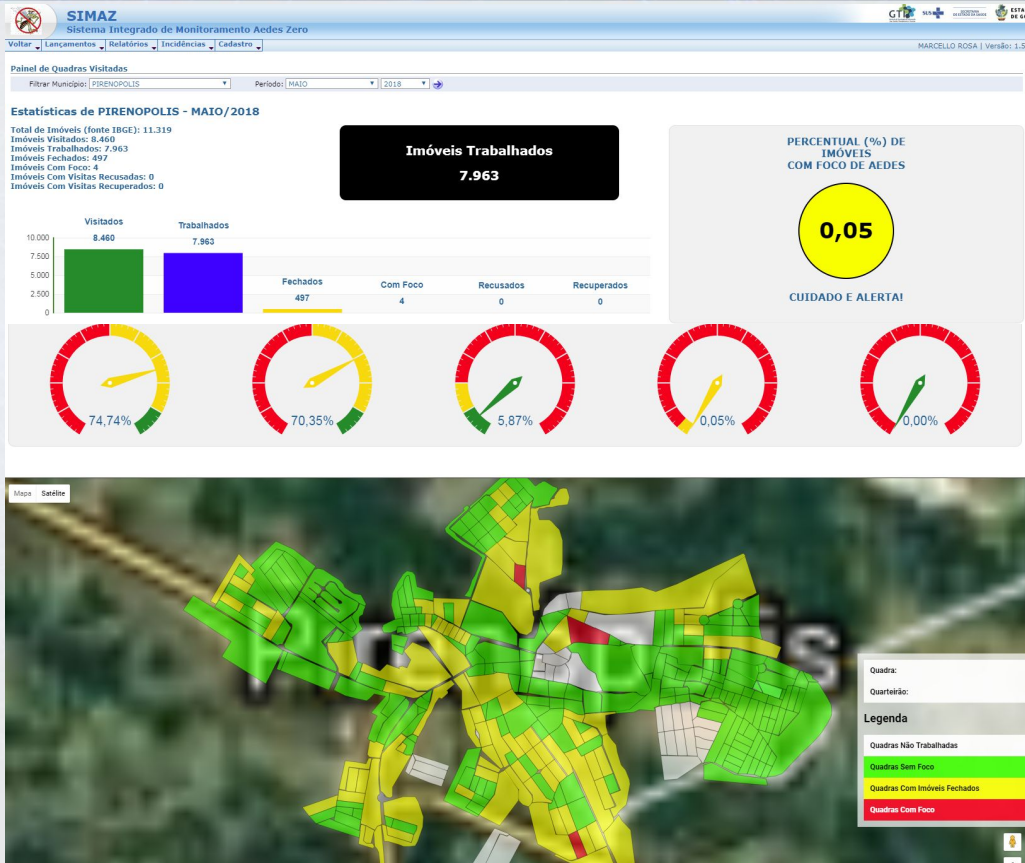 SIMAZ
Sistema Integrado de Monitoramento Aedes Zero
SUS
Voltar Lançamentos Relatórios Incidências Cadastro
MARCELLO ROSA | Versão: 1.5
Painel de Quadras Visitadas
Filtrar Município: PIRENOPOLIS Período: MAIO 2018
Estatísticas de PIRENOPOLIS - MAIO/2018
Total de Imóveis (fonte IBGE): 11.319
Imóveis Visitados: 8.460
Imóveis Trabalhados: 7.963
Imóveis Fechados: 497
Imóveis Com Foco: 4
Imóveis Com Visitas Recusadas: 0
Imóveis Com Visitas Recuperados: 0
Imóveis Trabalhados
7.963
PERCENTUAL (%) DE
IMÓVEIS
COM FOCO DE AEDES
0,05
CUIDADO E ALERTA!
Visitados Trabalhados Fechados Com Foco Recusados Recuperados
8.460 7.963 497 4 0 0
10.000
7.500
5.000
2.500
0
74,74% 70,35% 5,87% 0,05% 0,00%
Mapa Satélite
Quadra:
Quarteirão:
Legenda
Quadras Não Trabalhadas
Quadras Sem Foco
Quadras Com Imóveis Fechados
Quadras Com Foco